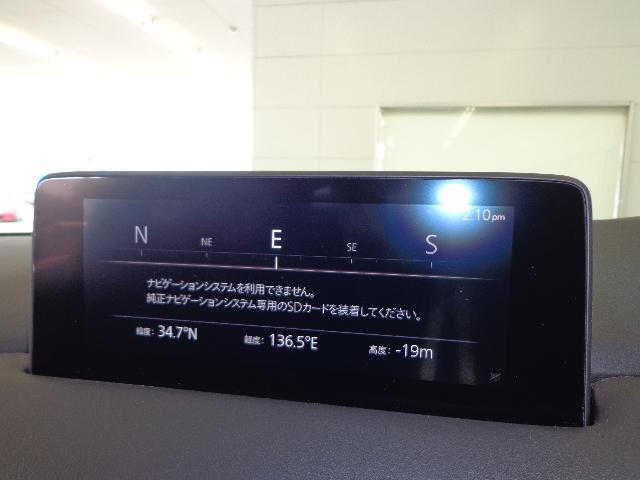 2:10 pm
N NE E SE S
ナビゲーションシステムを利用できません。
純正ナビゲーションシステム専用のSDカードを装着してください。
緯度: 34.7°N 経度: 136.5°E 高度: -19m